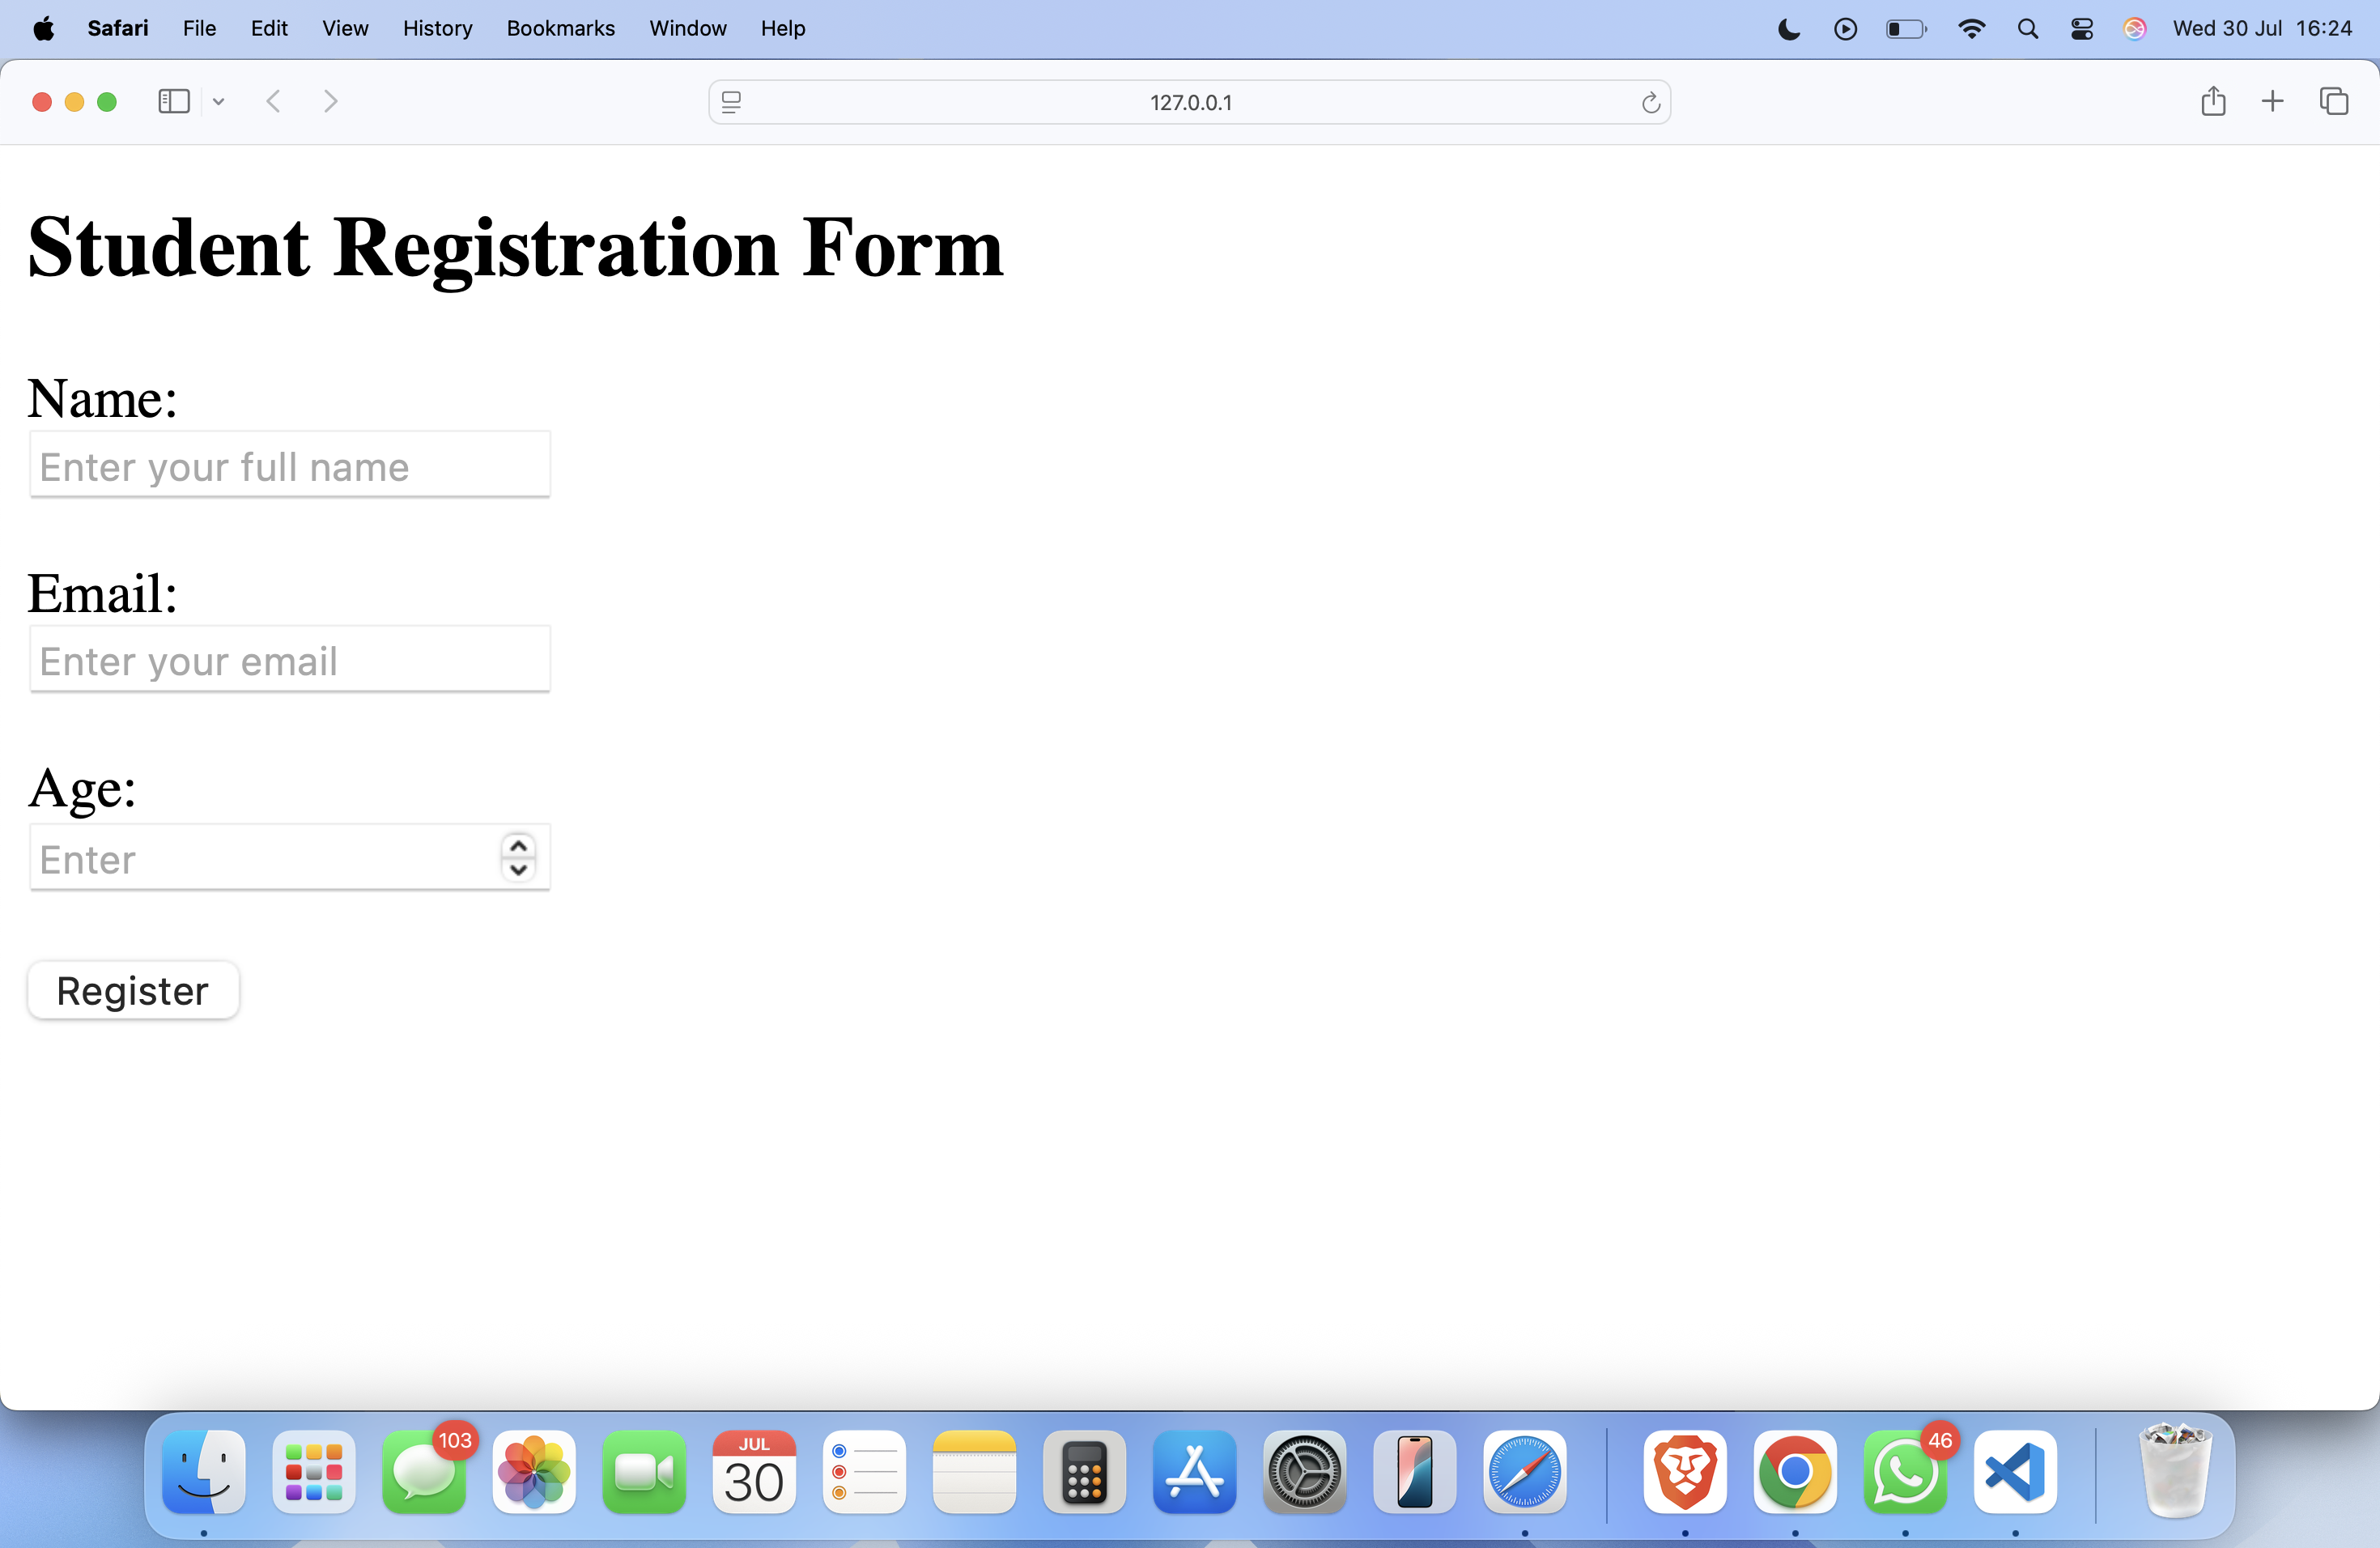 Safari File Edit View History Bookmarks Window Help Wed 30 Jul 16:24
127.0.0.1
Student Registration Form
Name:
Enter your full name
Email:
Enter your email
Age:
Enter
Register
103
JUL
30
46